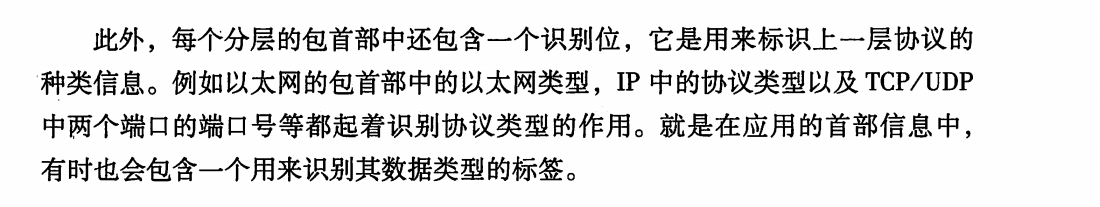 此外，每个分层的包首部中还包含一个识别位，它是用来标识上一层协议的
种类信息。例如以太网的包首部中的以太网类型，IP 中的协议类型以及 TCP/UDP
中两个端口的端口号等都起着识别协议类型的作用。就是在应用的首部信息中，
有时也会包含一个用来识别其数据类型的标签。